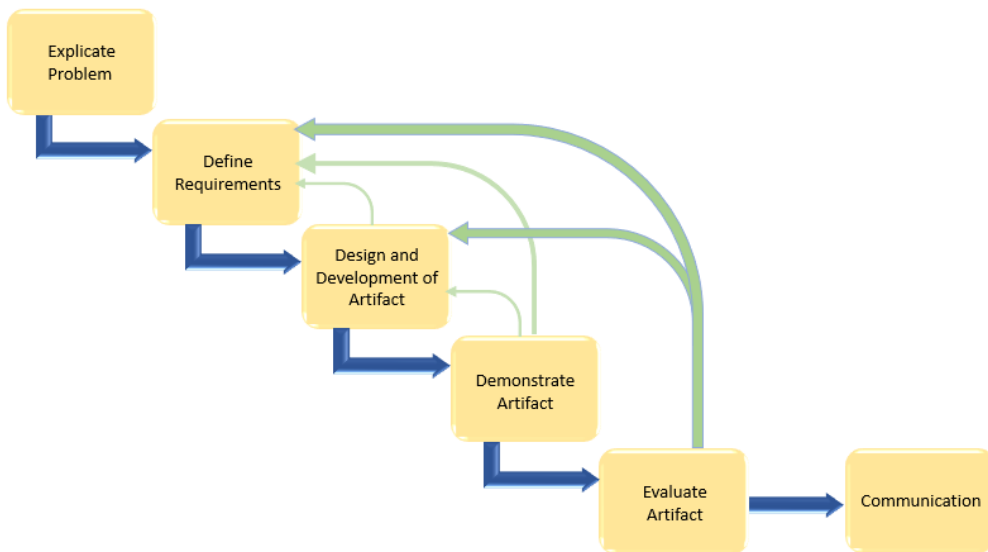 Explicate
Problem
Define
Requirements
Design and
Development of
Artifact
Demonstrate
Artifact
Evaluate
Artifact
Communication